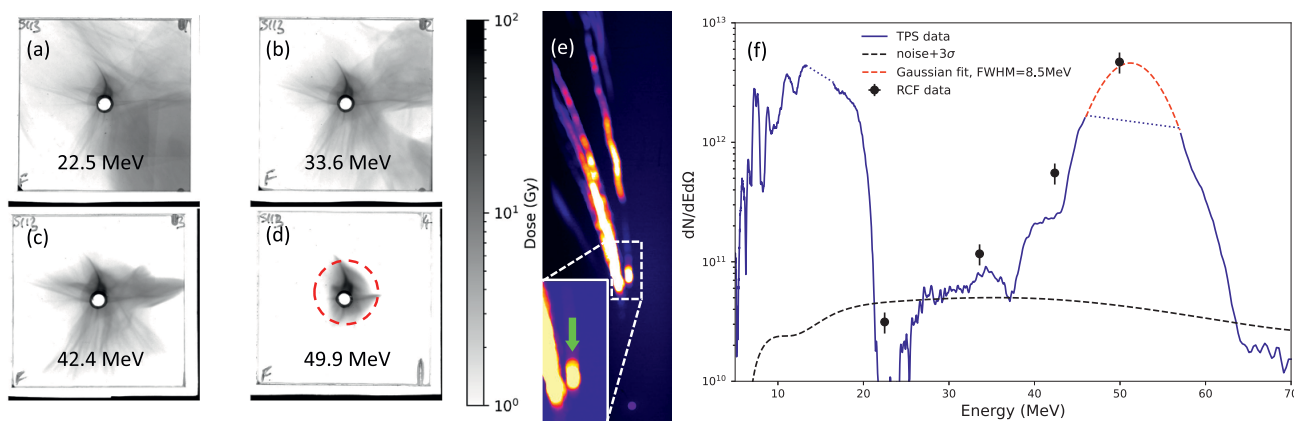 (a)
22.5 MeV
F
(b)
33.6 MeV
F
(c)
42.4 MeV
F
(d)
49.9 MeV
F
10²
10¹
10⁰
Dose (Gy)
(e)
(f)
TPS data
noise+3σ
Gaussian fit, FWHM=8.5MeV
RCF data
dN/dEdΩ
10¹³
10¹²
10¹¹
10¹⁰
10 20 30 40 50 60 70
Energy (MeV)